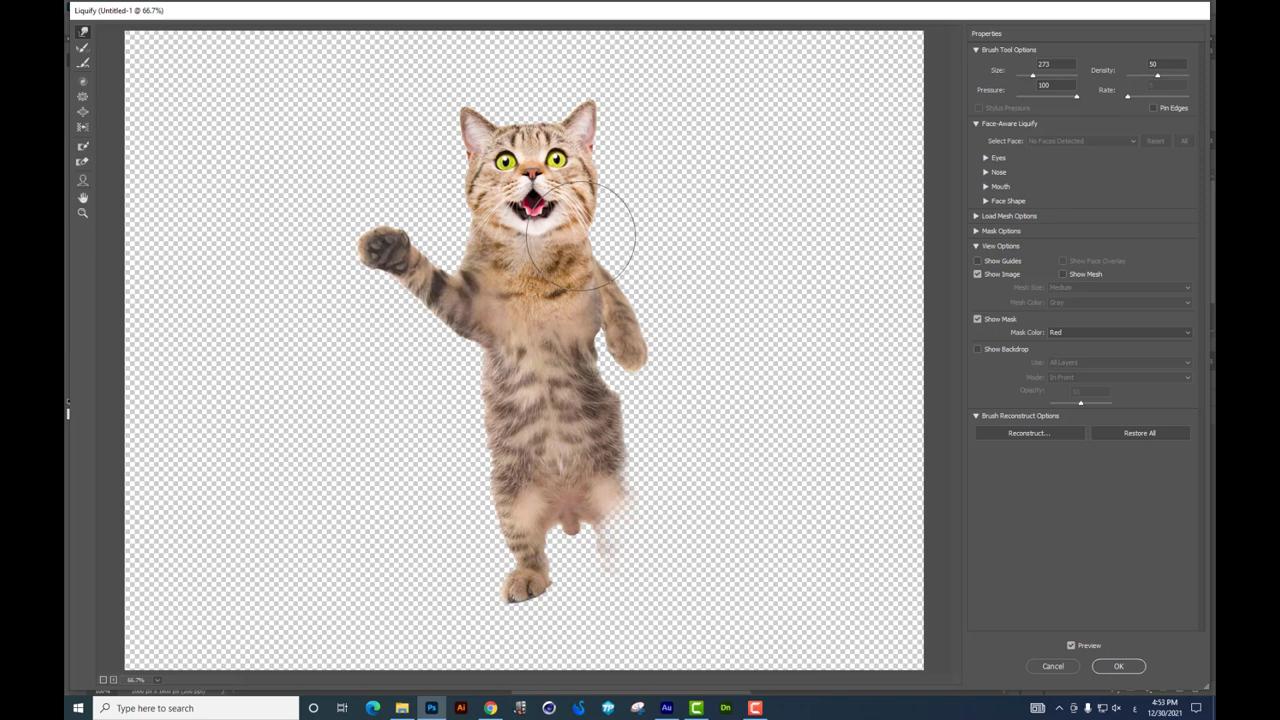 Liquify (Untitled-1 @ 66.7%)
Properties
Brush Tool Options
Size: 273 Density: 50
Pressure: 100 Rate:
Stylus Pressure Pin Edges
Face-Aware Liquify
Select Face: No Faces Detected Reset All
Eyes
Nose
Mouth
Face Shape
Load Mesh Options
Mask Options
View Options
Show Guides Show Face Overlay
Show Image Show Mesh
Mesh Size: Medium
Mesh Color: Gray
Show Mask
Mask Color: Red
Show Backdrop
Use: All Layers
Mode: In Front
Opacity:
Brush Reconstruct Options
Reconstruct... Restore All
Preview
Cancel OK
66.7%
Type here to search
Ps Ai Au Dn
4:53 PM
12/30/2021
ع